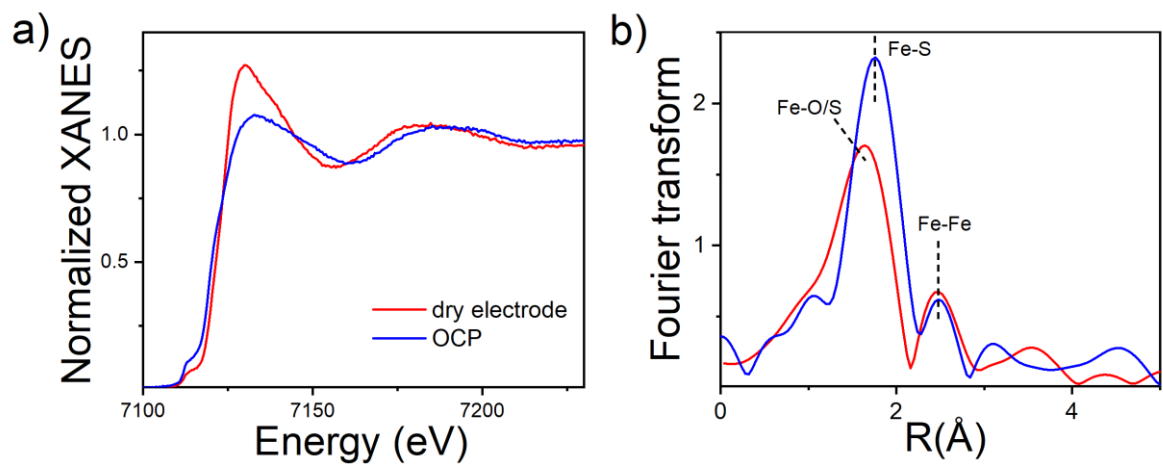 a)
Normalized XANES
1.0
0.5
dry electrode
OCP
7100
7150
7200
Energy (eV)
b)
Fourier transform
2
1
Fe-S
Fe-O/S
Fe-Fe
0
2
4
R(Å)